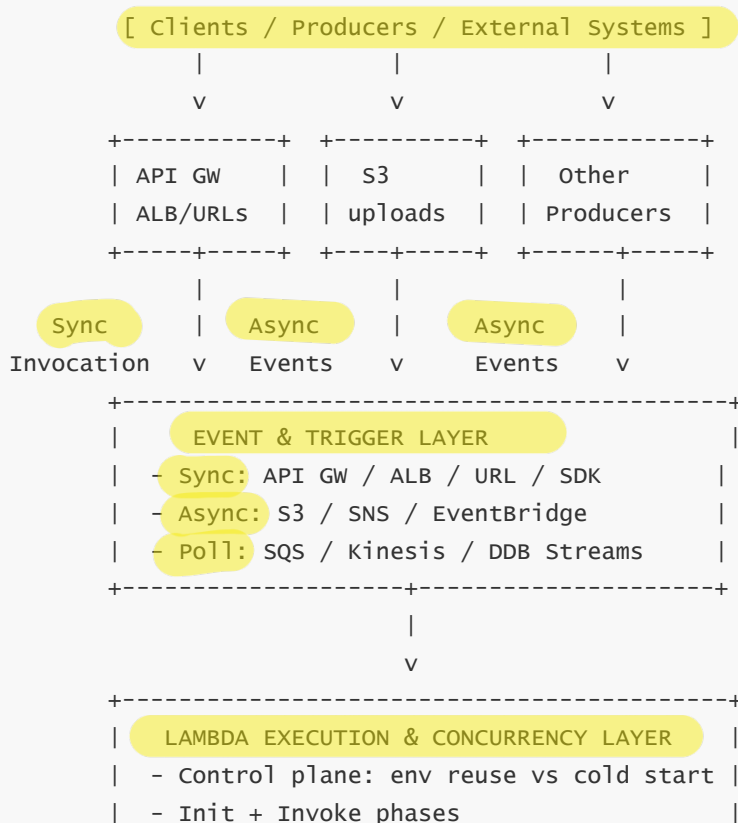 [ Clients / Producers / External Systems ]
| | |
v v v
+-----------+ +----------+ +------------+
| API GW | | S3 | | Other |
| ALB/URLs | | uploads | | Producers |
+-----+-----+ +----+-----+ +------+-----+
| | |
Sync | Async | Async |
Invocation v Events v Events v
+-------------------------------------------+
| EVENT & TRIGGER LAYER |
| - Sync: API GW / ALB / URL / SDK |
| - Async: S3 / SNS / EventBridge |
| - Poll: SQS / Kinesis / DDB Streams |
+--------------------+---------------------+
|
v
+-------------------------------------------+
| LAMBDA EXECUTION & CONCURRENCY LAYER |
| - Control plane: env reuse vs cold start |
| - Init + Invoke phases |